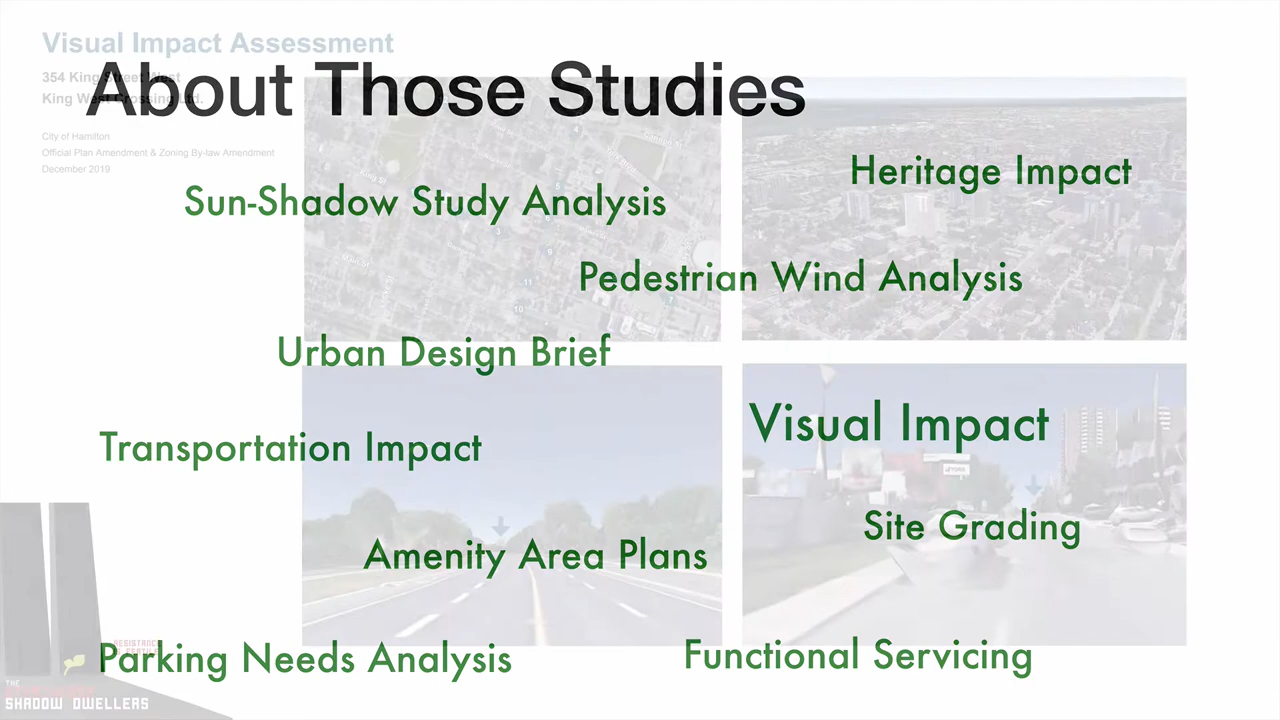 Visual Impact Assessment
354 King Street West
King West Crossing Ltd.
About Those Studies
City of Hamilton
Official Plan Amendment & Zoning By-law Amendment
December 2019
Heritage Impact
Sun-Shadow Study Analysis
Pedestrian Wind Analysis
Urban Design Brief
Visual Impact
Transportation Impact
Site Grading
Amenity Area Plans
Parking Needs Analysis
Functional Servicing
THE
SHADOW DWELLERS